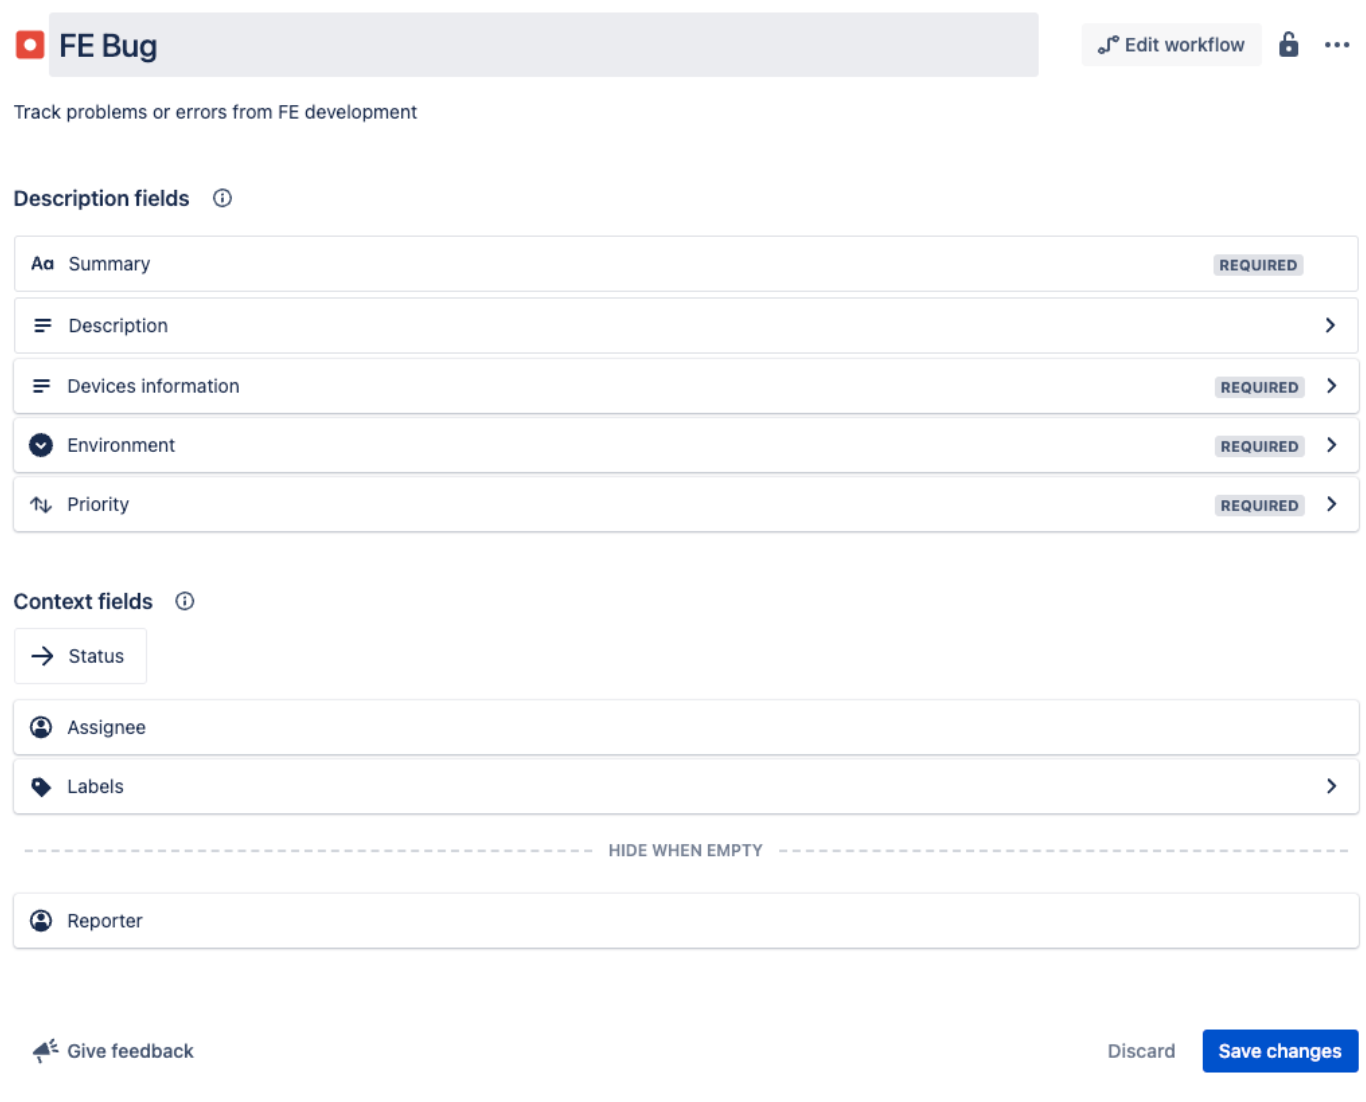 FE Bug
Edit workflow
Track problems or errors from FE development
Description fields
Aa Summary REQUIRED
Description
Devices information REQUIRED
Environment REQUIRED
Priority REQUIRED
Context fields
Status
Assignee
Labels
HIDE WHEN EMPTY
Reporter
Give feedback Discard Save changes